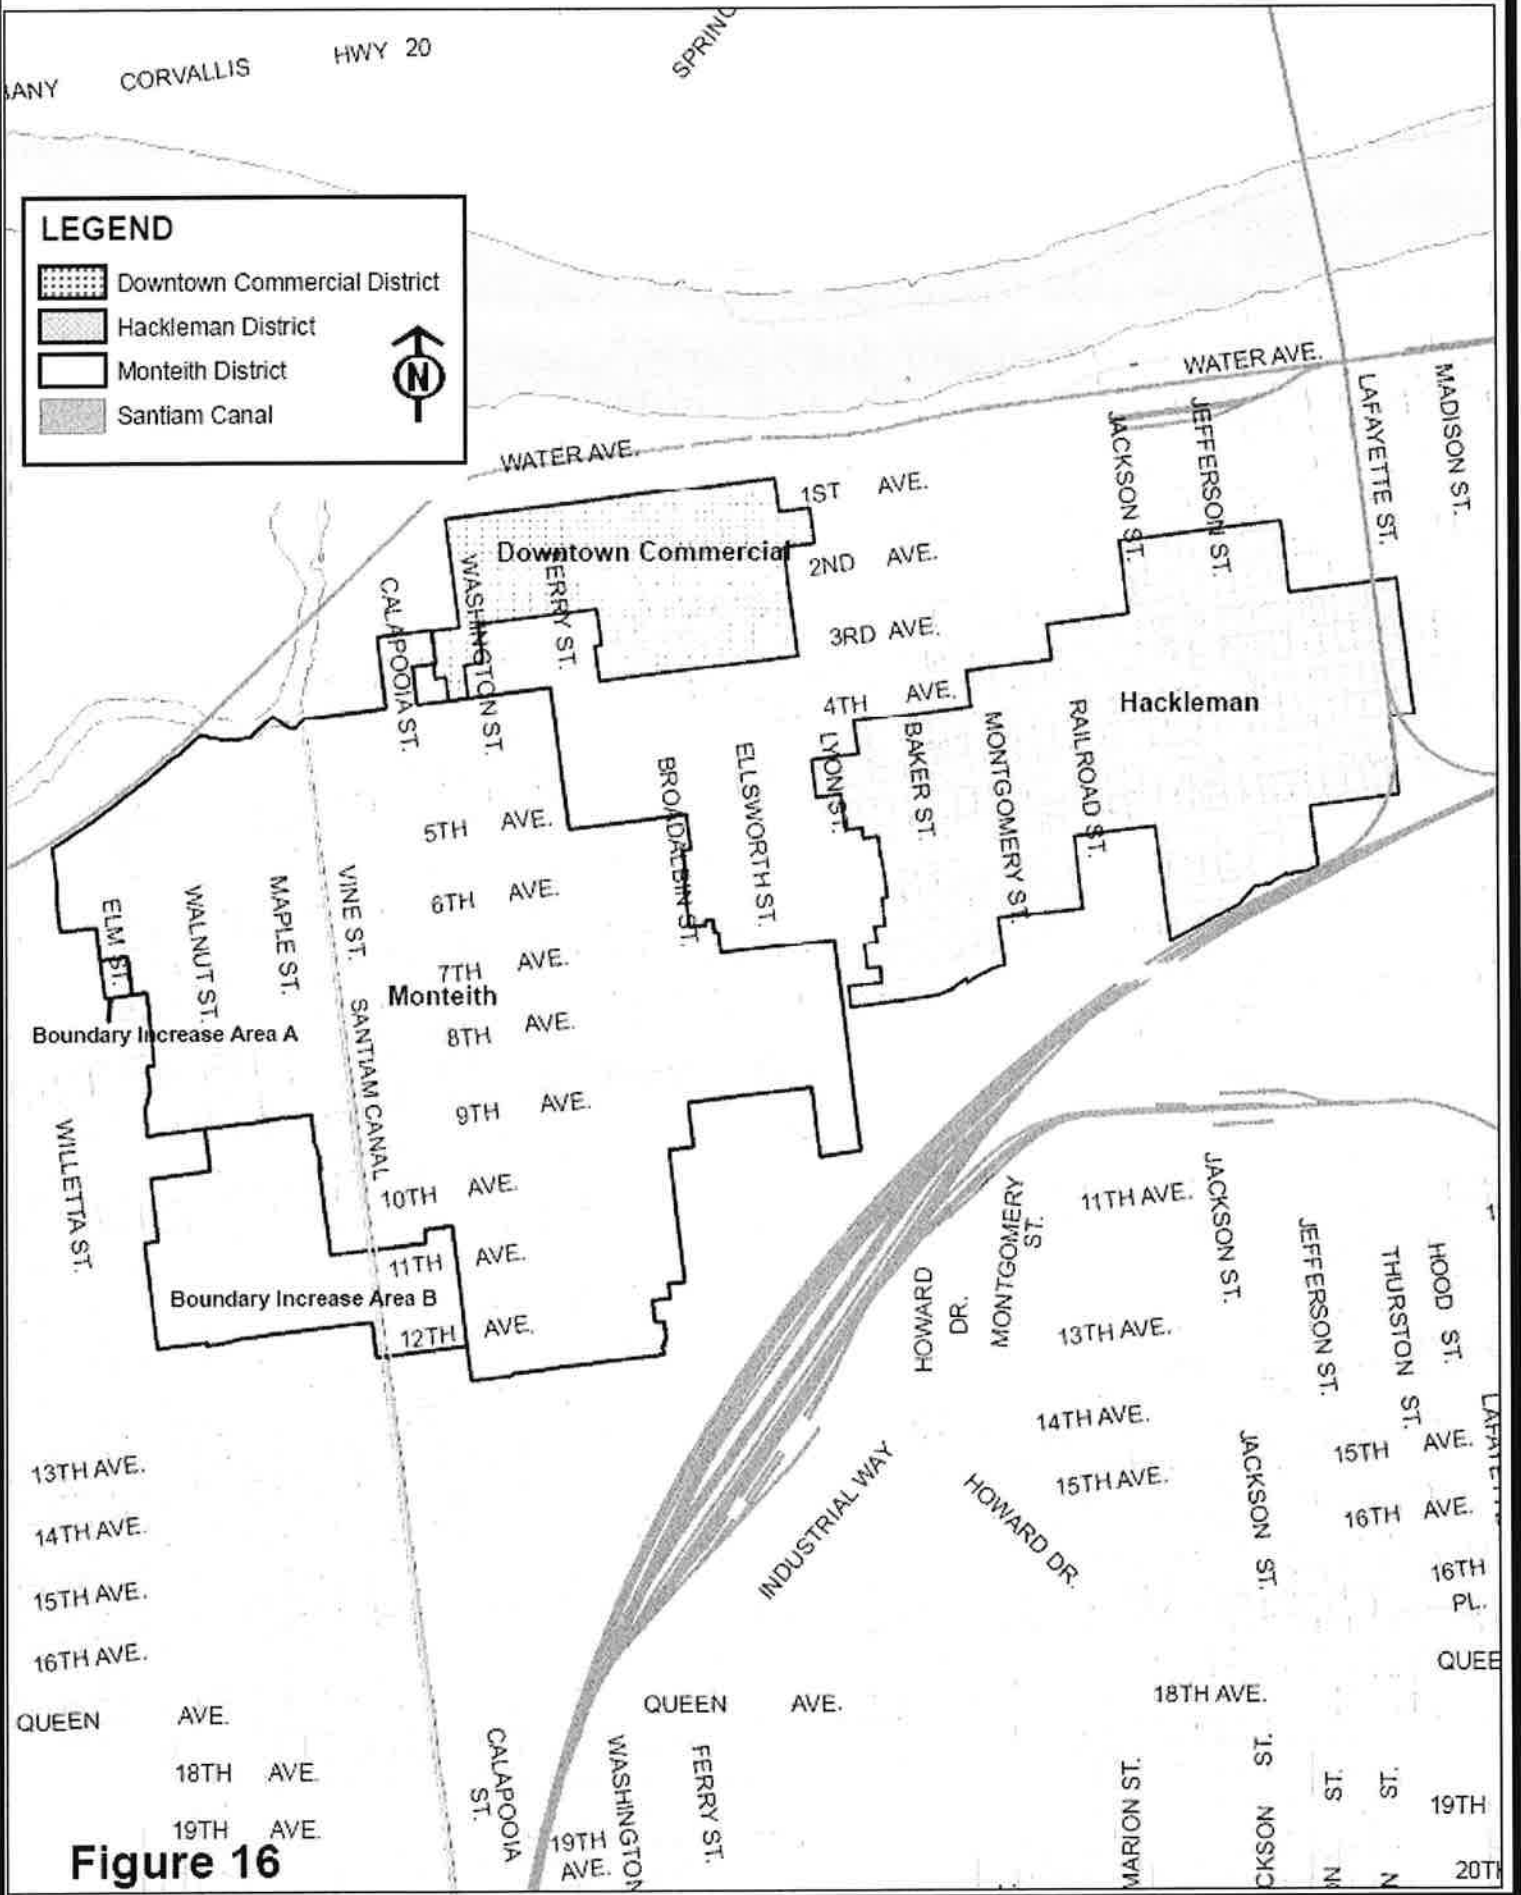 HWY 20
CORVALLIS
LEGEND
Downtown Commercial District
Hackleman District
Monteith District
Santiam Canal
N
WATER AVE.
WATER AVE.
JACKSON ST.
JEFFERSON ST.
LAFAYETTE ST.
MADISON ST.
1ST AVE.
Downtown Commercial
2ND AVE.
CALAPOOIA ST.
WASHINGTON ST.
3RD AVE.
4TH AVE.
Hackleman
LYON ST.
BAKER ST.
MONTGOMERY ST.
RAILROAD ST.
BROADALBIN ST.
ELLSWORTH ST.
5TH AVE.
6TH AVE.
ELM ST.
WALNUT ST.
MAPLE ST.
VINE ST.
7TH AVE.
Monteith
8TH AVE.
SANTIAM CANAL
Boundary Increase Area A
9TH AVE.
WILLETTA ST.
10TH AVE.
11TH AVE.
Boundary Increase Area B
12TH AVE.
MONTGOMERY
ST.
11TH AVE.
JACKSON ST.
JEFFERSON ST.
THURSTON ST.
HOOD ST.
HOWARD
DR.
13TH AVE.
14TH AVE.
15TH AVE.
15TH AVE.
16TH AVE.
16TH
PL.
JACKSON ST.
INDUSTRIAL WAY
HOWARD DR.
13TH AVE.
14TH AVE.
15TH AVE.
16TH AVE.
QUEEN AVE.
QUEEN AVE.
18TH AVE.
18TH AVE.
19TH AVE.
CALAPOOIA
ST.
19TH
AVE.
WASHINGTON
FERRY ST.
MARION ST.
ST.
ST.
ST.
19TH
Figure 16